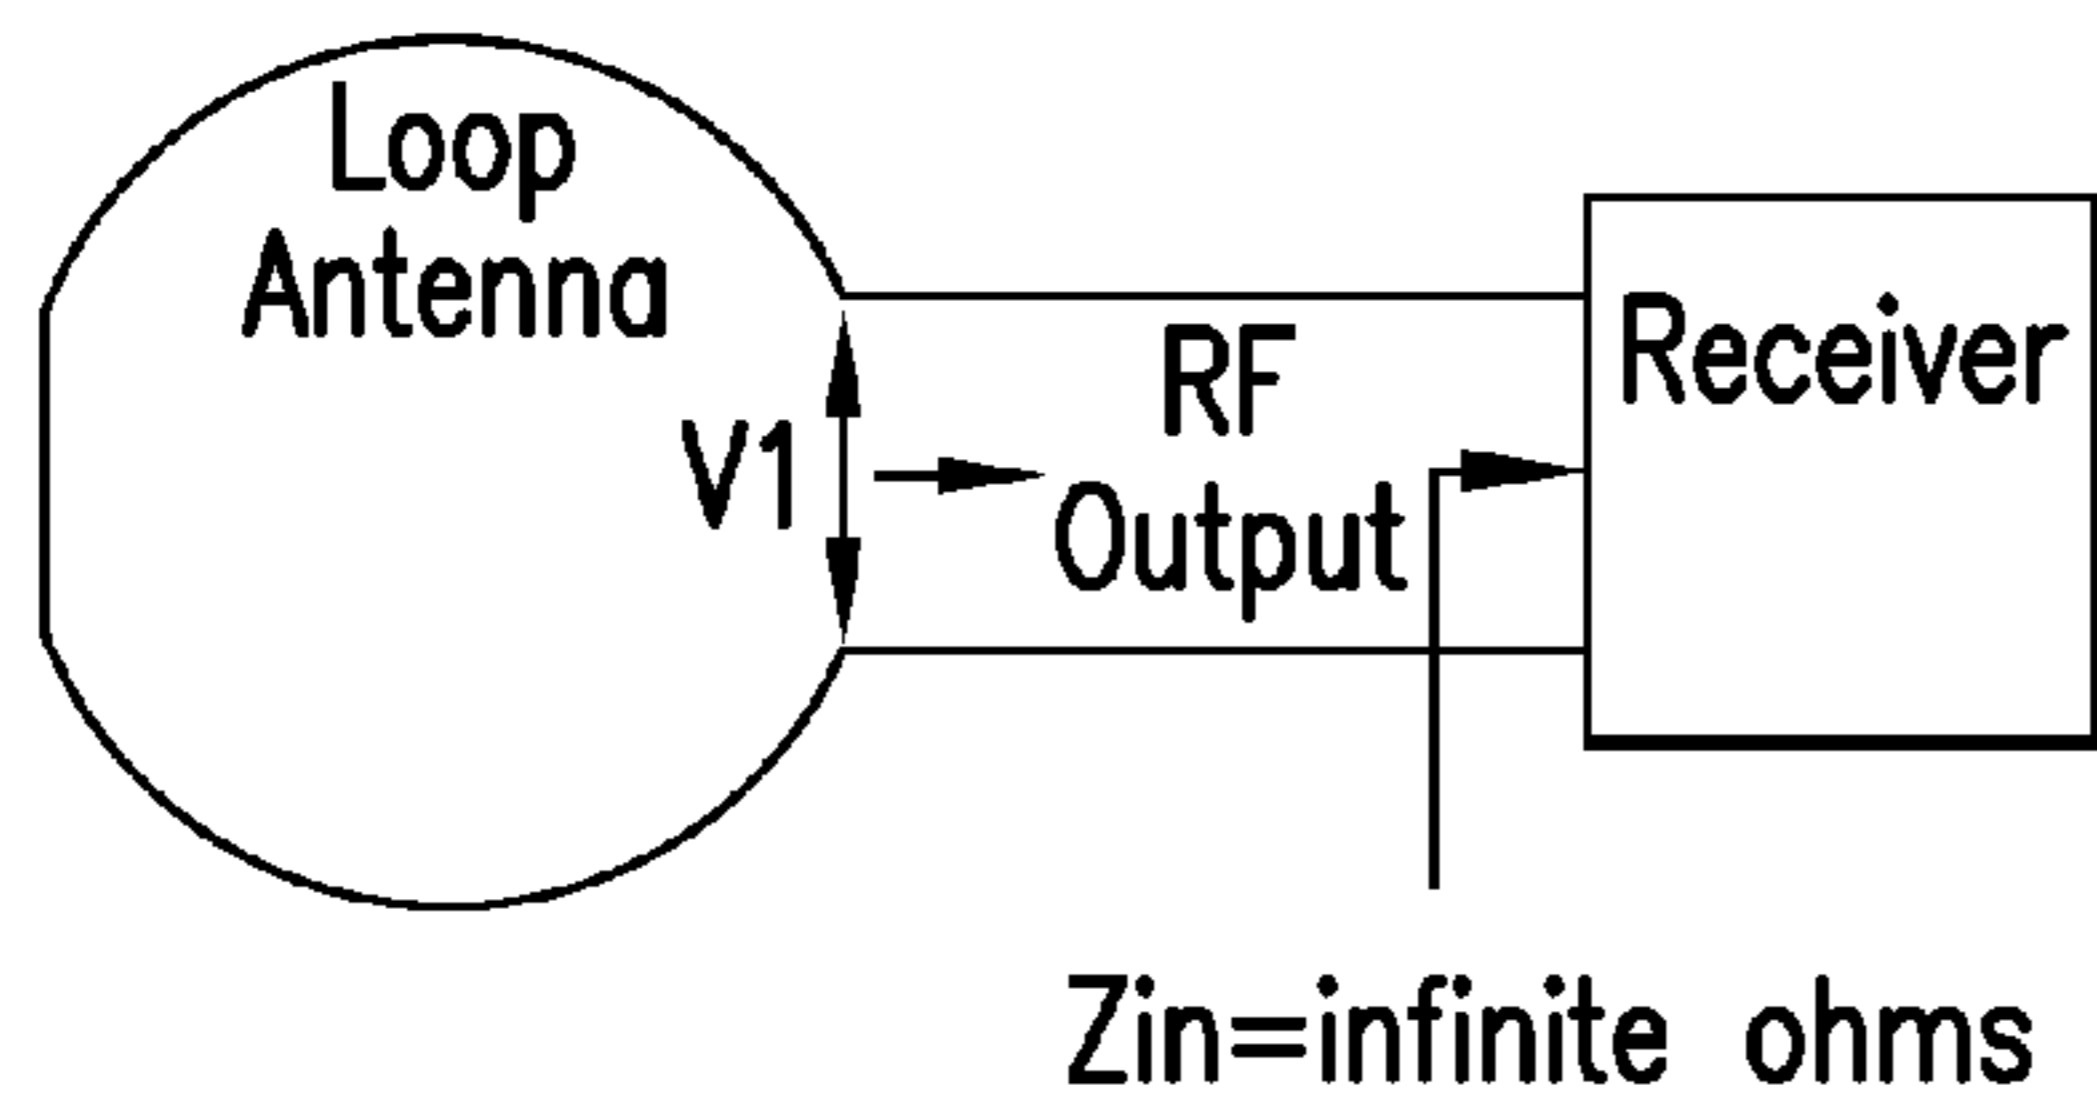 Loop
Antenna
V1
RF
Output
Receiver
Zin=infinite ohms